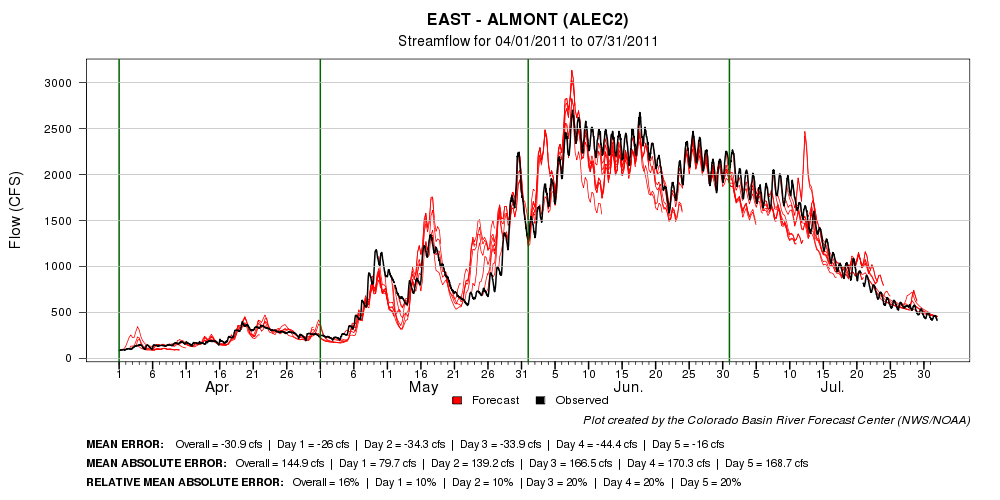 EAST - ALMONT (ALEC2)
Streamflow for 04/01/2011 to 07/31/2011
Flow (CFS)
3000
2500
2000
1500
1000
500
0
1 6 11 16 21 26 1 6 11 16 21 26 31 5 10 15 20 25 30 5 10 15 20 25 30
Apr. May Jun. Jul.
Forecast Observed
Plot created by the Colorado Basin River Forecast Center (NWS/NOAA)
MEAN ERROR: Overall = -30.9 cfs | Day 1 = -26 cfs | Day 2 = -34.3 cfs | Day 3 = -33.9 cfs | Day 4 = -44.4 cfs | Day 5 = -16 cfs
MEAN ABSOLUTE ERROR: Overall = 144.9 cfs | Day 1 = 79.7 cfs | Day 2 = 139.2 cfs | Day 3 = 166.5 cfs | Day 4 = 170.3 cfs | Day 5 = 168.7 cfs
RELATIVE MEAN ABSOLUTE ERROR: Overall = 16% | Day 1 = 10% | Day 2 = 10% | Day 3 = 20% | Day 4 = 20% | Day 5 = 20%